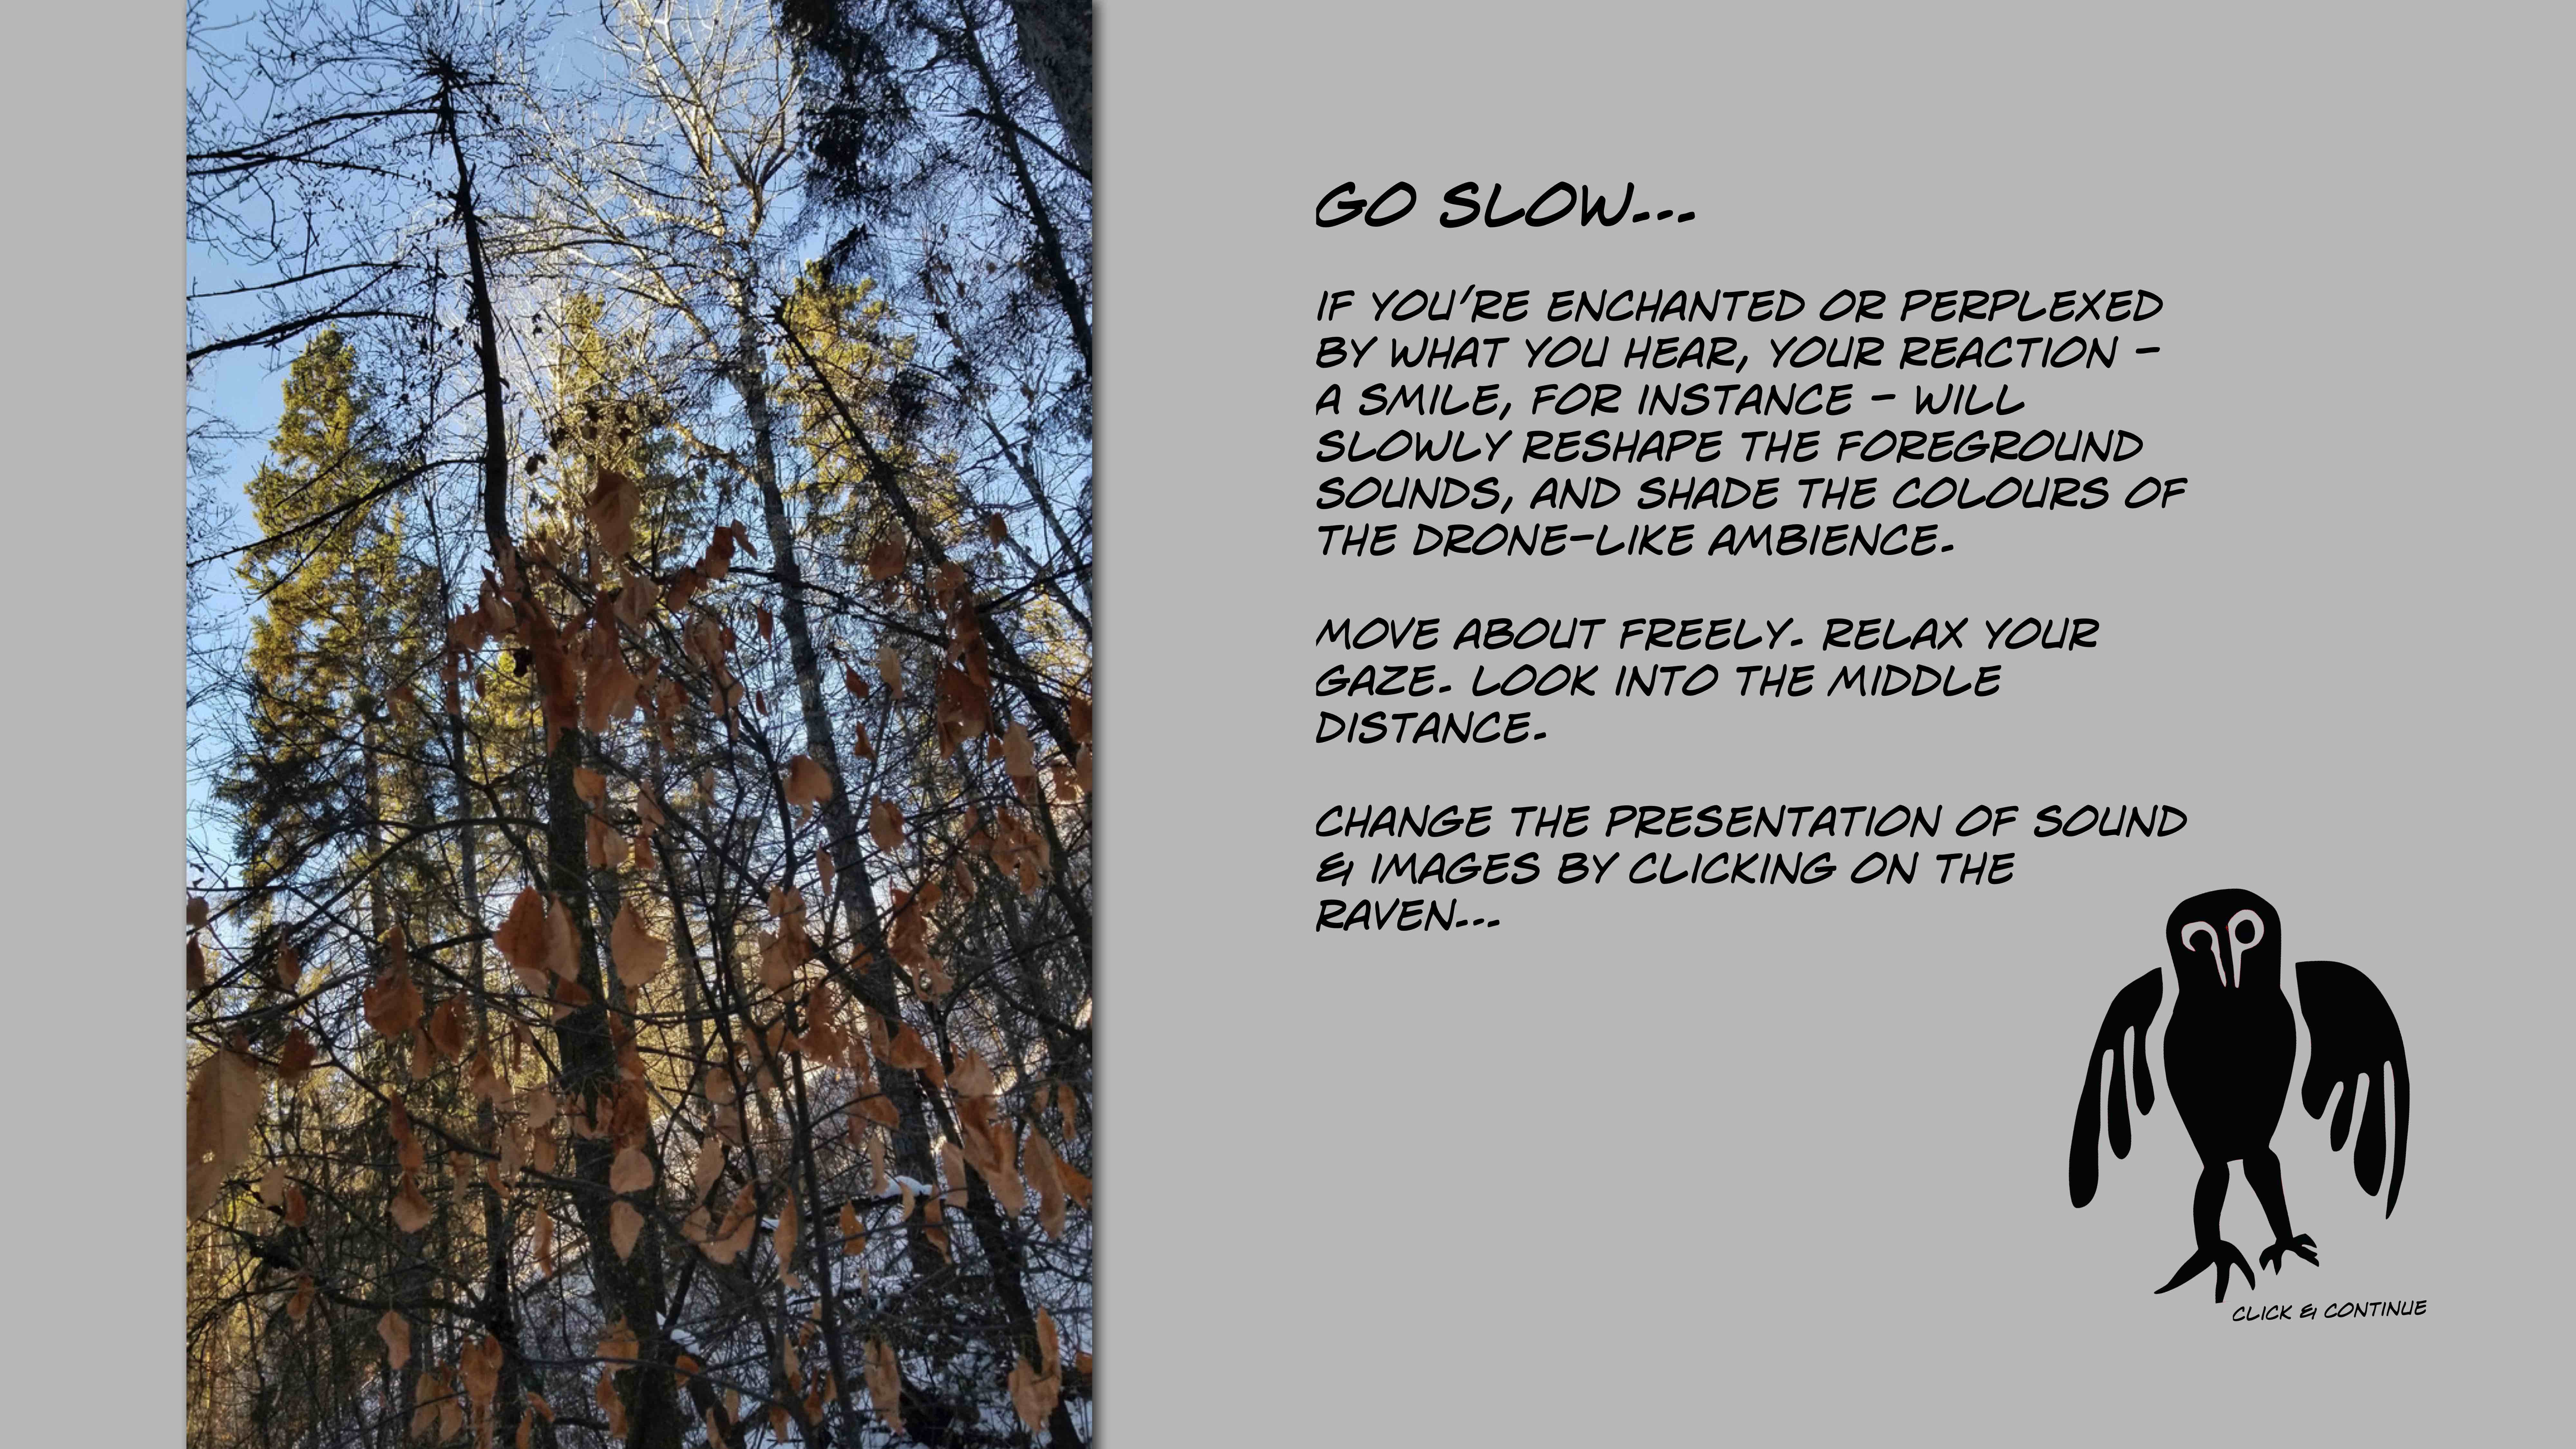 GO SLOW...
IF YOU'RE ENCHANTED OR PERPLEXED
BY WHAT YOU HEAR, YOUR REACTION -
A SMILE, FOR INSTANCE - WILL
SLOWLY RESHAPE THE FOREGROUND
SOUNDS, AND SHADE THE COLOURS OF
THE DRONE-LIKE AMBIENCE.
MOVE ABOUT FREELY. RELAX YOUR
GAZE. LOOK INTO THE MIDDLE
DISTANCE.
CHANGE THE PRESENTATION OF SOUND
& IMAGES BY CLICKING ON THE
RAVEN...
CLICK & CONTINUE